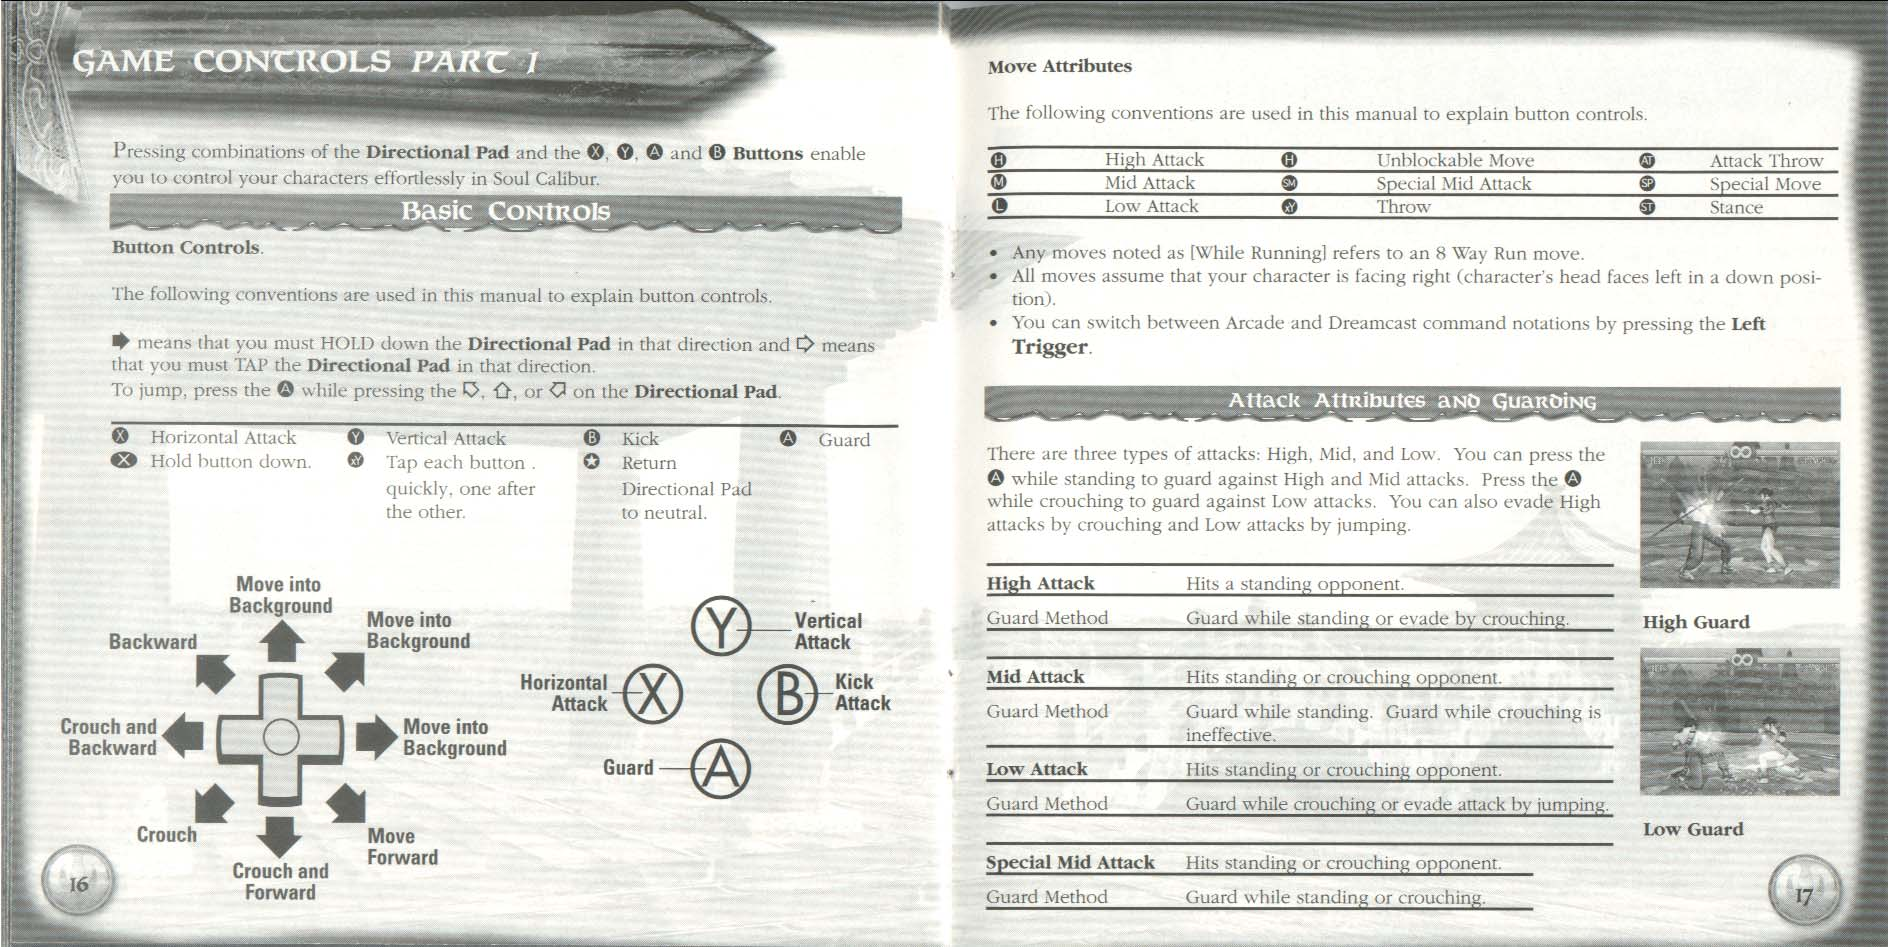 GAME CONTROLS PART I
Pressing combinations of the Directional Pad and the X, Y, A and B Buttons enable
you to control your characters effortlessly in Soul Calibur.
Basic Controls
Button Controls.
The following conventions are used in this manual to explain button controls.
➡ means that you must HOLD down the Directional Pad in that direction and ⇨ means
that you must TAP the Directional Pad in that direction.
To jump, press the A while pressing the ⬁, ⇧, or ⬀ on the Directional Pad.
X Horizontal Attack Y Vertical Attack B Kick A Guard
X Hold button down. XY Tap each button . ★ Return
quickly, one after Directional Pad
the other. to neutral.
Move into
Background
Move into
Background
Backward
Crouch and
Backward
Move into
Background
Crouch
Move
Forward
Crouch and
Forward
Y
Vertical
Attack
Horizontal
Attack
X
B
Kick
Attack
Guard
A
16
Move Attributes
The following conventions are used in this manual to explain button controls.
H High Attack H Unblockable Move AT Attack Throw
M Mid Attack SM Special Mid Attack SP Special Move
L Low Attack XY Throw ST Stance
• Any moves noted as [While Running] refers to an 8 Way Run move.
• All moves assume that your character is facing right (character's head faces left in a down posi-
tion).
• You can switch between Arcade and Dreamcast command notations by pressing the Left
Trigger.
Attack Attributes and Guarding
There are three types of attacks: High, Mid, and Low. You can press the
A while standing to guard against High and Mid attacks. Press the A
while crouching to guard against Low attacks. You can also evade High
attacks by crouching and Low attacks by jumping.
High Attack Hits a standing opponent.
Guard Method Guard while standing or evade by crouching.
Mid Attack Hits standing or crouching opponent.
Guard Method Guard while standing. Guard while crouching is
ineffective.
Low Attack Hits standing or crouching opponent.
Guard Method Guard while crouching or evade attack by jumping.
Special Mid Attack Hits standing or crouching opponent.
Guard Method Guard while standing or crouching.
High Guard
Low Guard
17